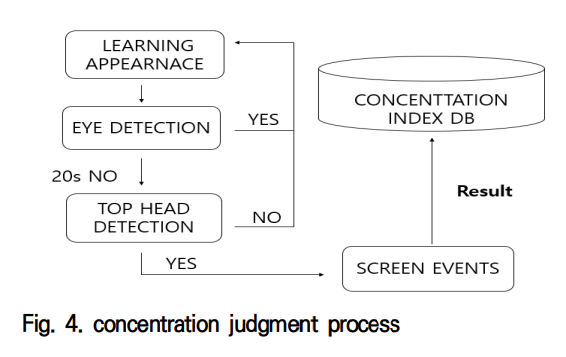 LEARNING
APPEARNACE
EYE DETECTION
YES
20s NO
TOP HEAD
DETECTION
NO
YES
SCREEN EVENTS
Result
CONCENTTATION
INDEX DB
Fig. 4. concentration judgment process